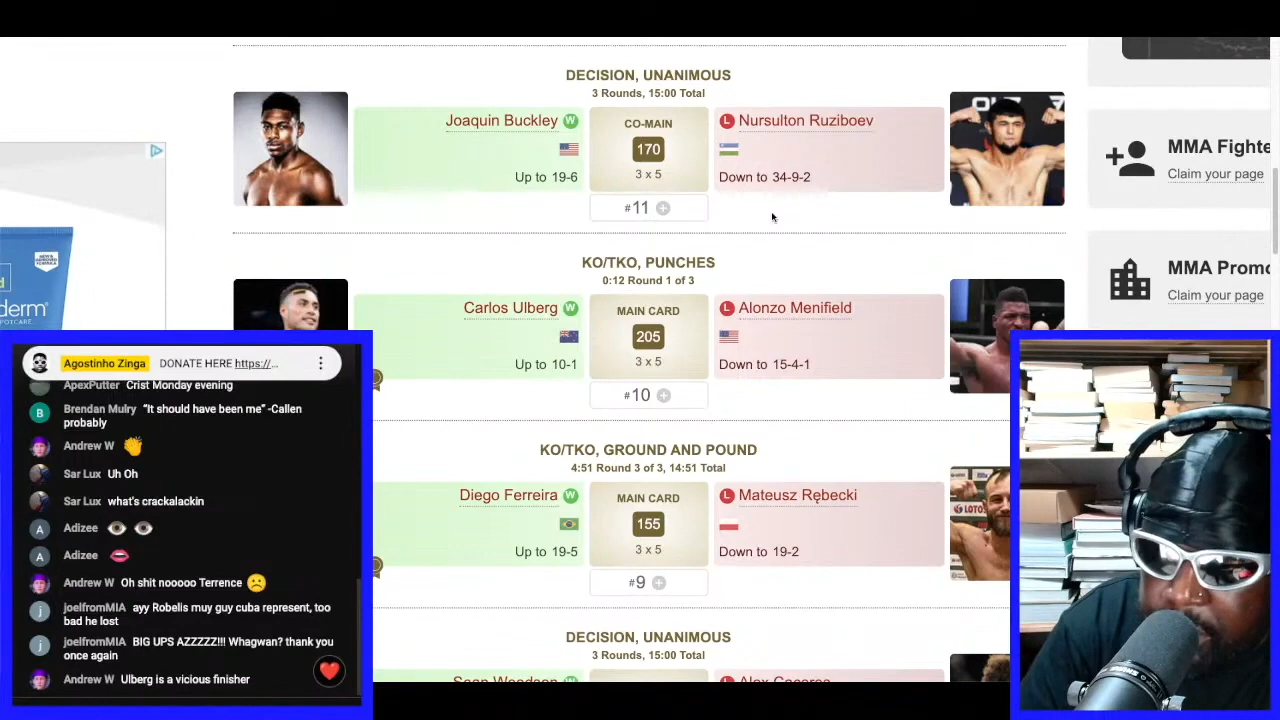 DECISION, UNANIMOUS
3 Rounds, 15:00 Total
Joaquin Buckley W
CO-MAIN
L Nursulton Ruziboev
170
Up to 19-6
3 x 5
Down to 34-9-2
#11
KO/TKO, PUNCHES
0:12 Round 1 of 3
Carlos Ulberg W
MAIN CARD
L Alonzo Menifield
205
Up to 10-1
3 x 5
Down to 15-4-1
#10
KO/TKO, GROUND AND POUND
4:51 Round 3 of 3, 14:51 Total
Diego Ferreira W
MAIN CARD
L Mateusz Rębecki
155
Up to 19-5
3 x 5
Down to 19-2
#9
DECISION, UNANIMOUS
3 Rounds, 15:00 Total
Sean Woodson
Alex Caceres
MMA Fighte
Claim your page
MMA Promo
Claim your page
derm
Agostinho Zinga DONATE HERE https://...
ApexPutter Crist Monday evening
Brendan Mulry “It should have been me” -Callen
probably
Andrew W 👏
Sar Lux Uh Oh
Sar Lux what's crackalackin
A Adizee 👁 👁
A Adizee 👄
Andrew W Oh shit nooooo Terrence ☹️
j joelfromMIA ayy Robelis muy guy cuba represent, too
bad he lost
j joelfromMIA BIG UPS AZZZZZ!!! Whagwan? thank you
once again
Andrew W Ulberg is a vicious finisher
SHURE